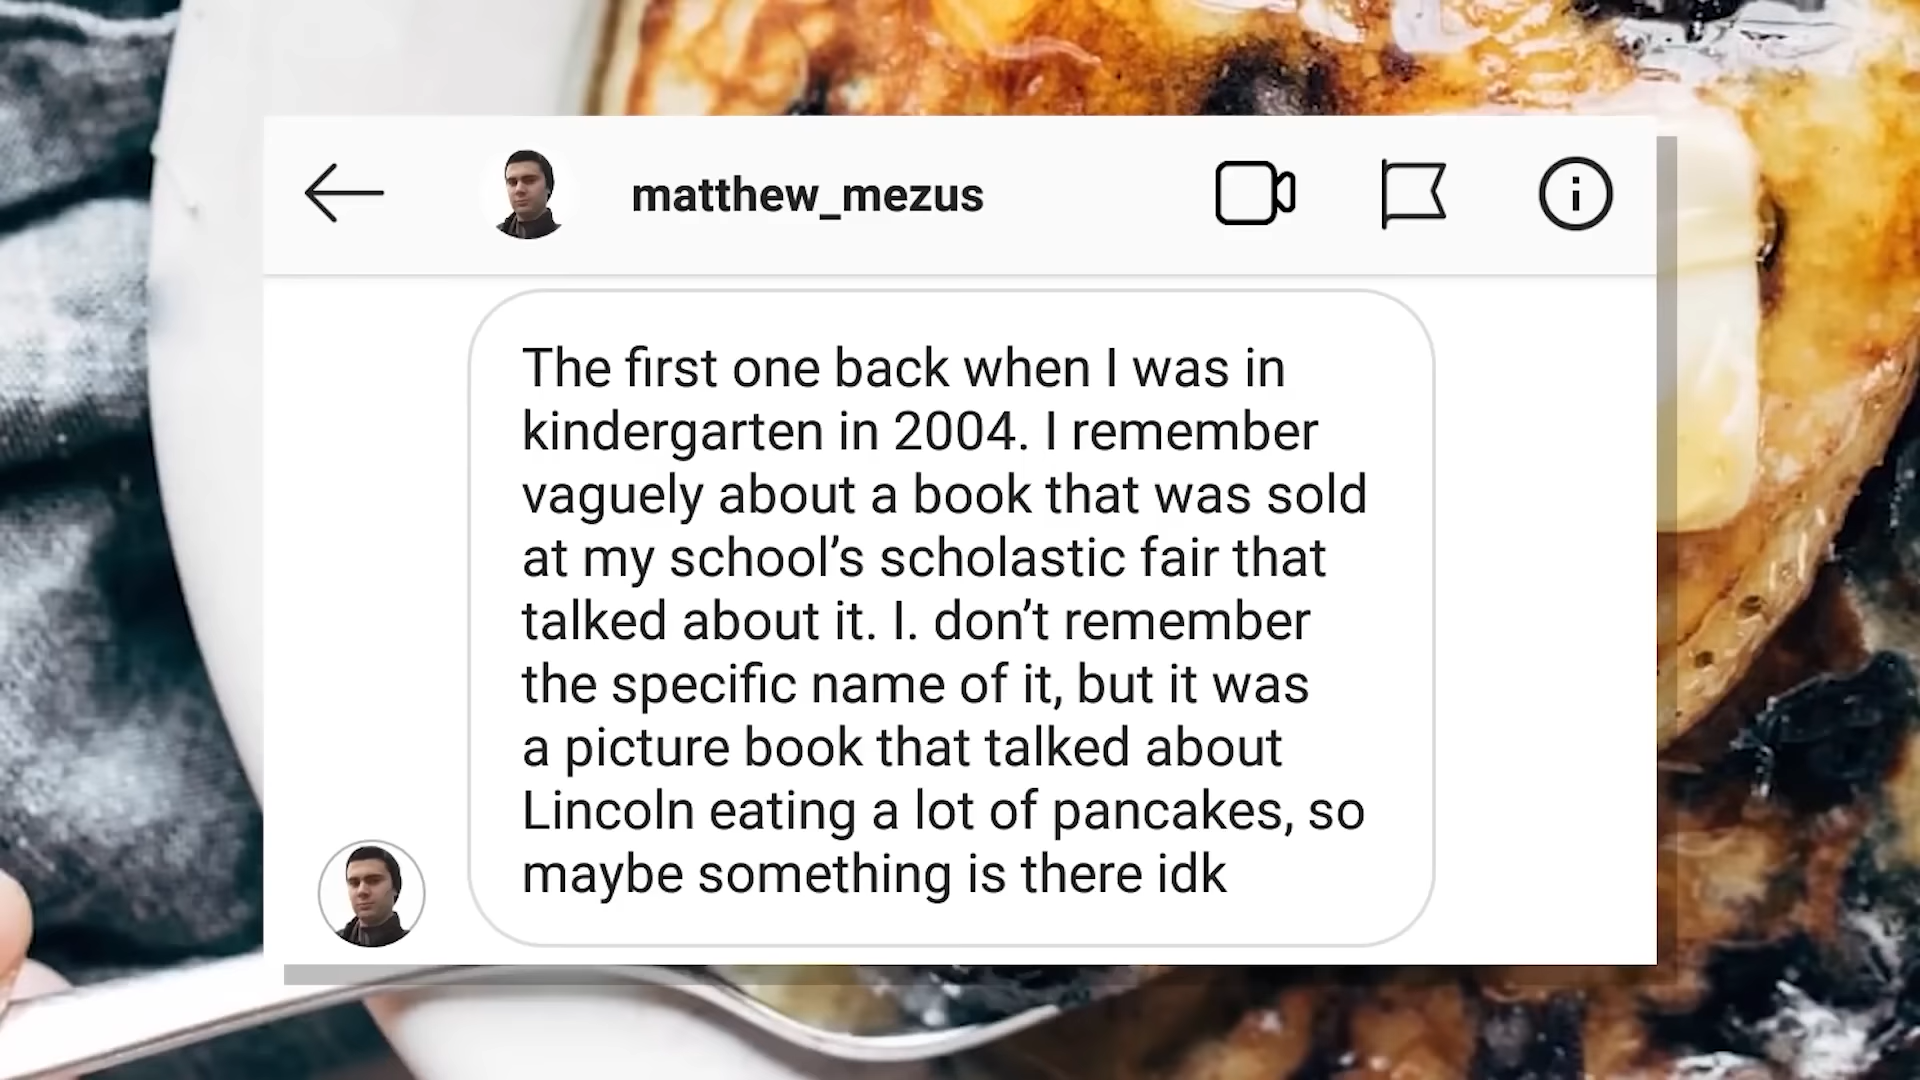 matthew_mezus
The first one back when I was in
kindergarten in 2004. I remember
vaguely about a book that was sold
at my school’s scholastic fair that
talked about it. I. don’t remember
the specific name of it, but it was
a picture book that talked about
Lincoln eating a lot of pancakes, so
maybe something is there idk